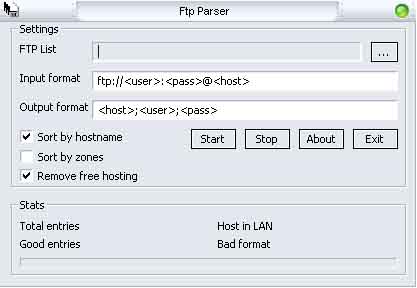 Ftp Parser
Settings
FTP List ...
Input format ftp://<user>:<pass>@<host>
Output format <host>;<user>;<pass>
Sort by hostname Start Stop About Exit
Sort by zones
Remove free hosting
Stats
Total entries Host in LAN
Good entries Bad format